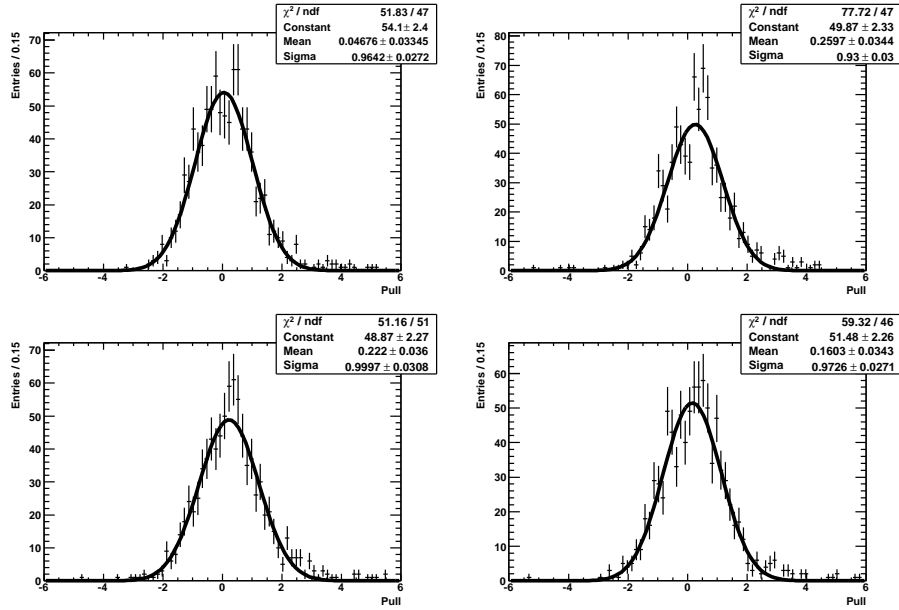 χ² / ndf 51.83 / 47
Constant 54.1 ± 2.4
Mean 0.04676 ± 0.03345
Sigma 0.9642 ± 0.0272
Entries / 0.15
70
60
50
40
30
20
10
0
-6 -4 -2 0 2 4 6
Pull
χ² / ndf 77.72 / 47
Constant 49.87 ± 2.33
Mean 0.2597 ± 0.0344
Sigma 0.93 ± 0.03
Entries / 0.15
80
70
60
50
40
30
20
10
0
-6 -4 -2 0 2 4 6
Pull
χ² / ndf 51.16 / 51
Constant 48.87 ± 2.27
Mean 0.222 ± 0.036
Sigma 0.9997 ± 0.0308
Entries / 0.15
70
60
50
40
30
20
10
0
-6 -4 -2 0 2 4 6
Pull
χ² / ndf 59.32 / 46
Constant 51.48 ± 2.26
Mean 0.1603 ± 0.0343
Sigma 0.9726 ± 0.0271
Entries / 0.15
70
60
50
40
30
20
10
0
-6 -4 -2 0 2 4 6
Pull